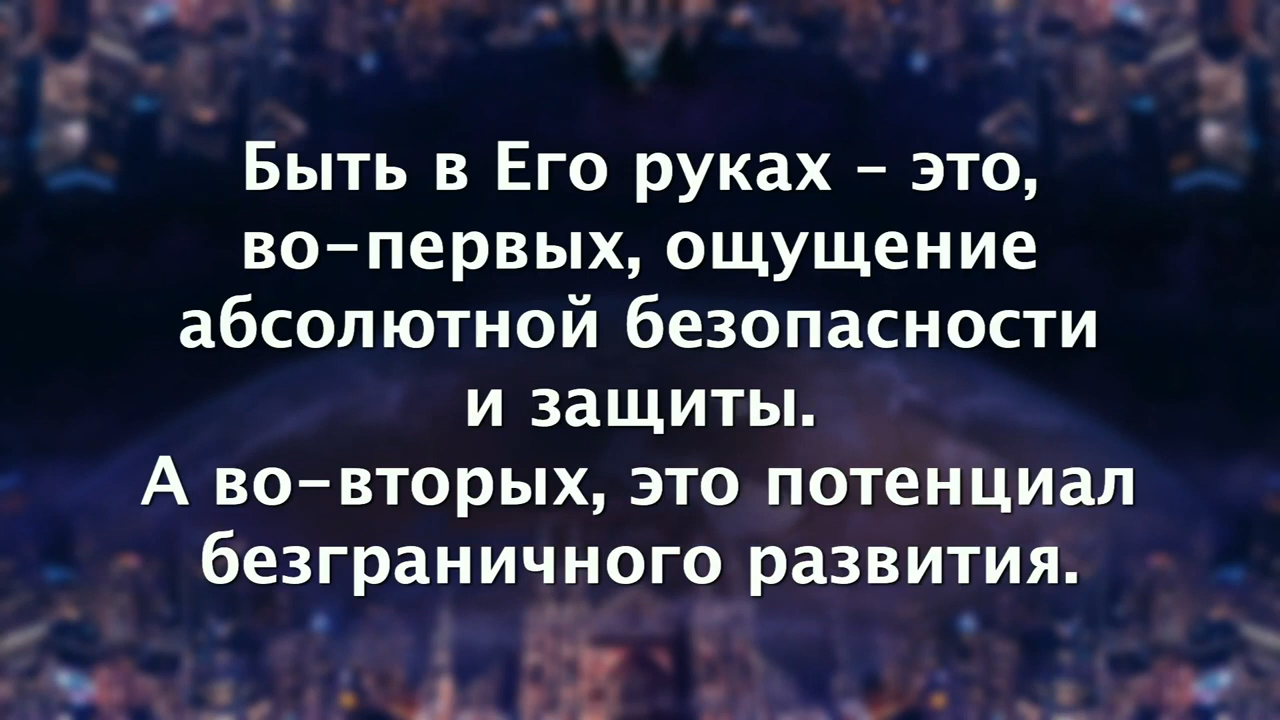 Быть в Его руках – это,
во–первых, ощущение
абсолютной безопасности
и защиты.
А во–вторых, это потенциал
безграничного развития.